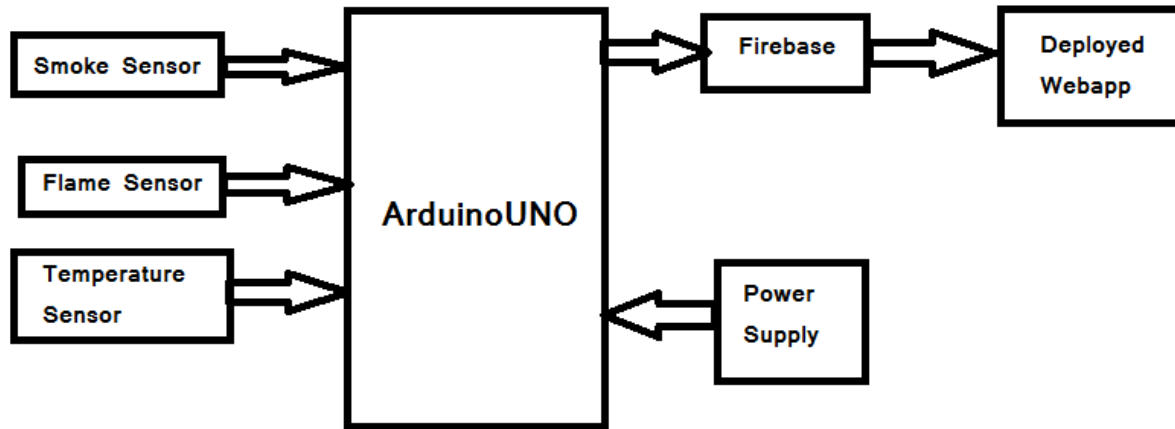 Smoke Sensor
Flame Sensor
Temperature
Sensor
ArduinoUNO
Firebase
Deployed
Webapp
Power
Supply